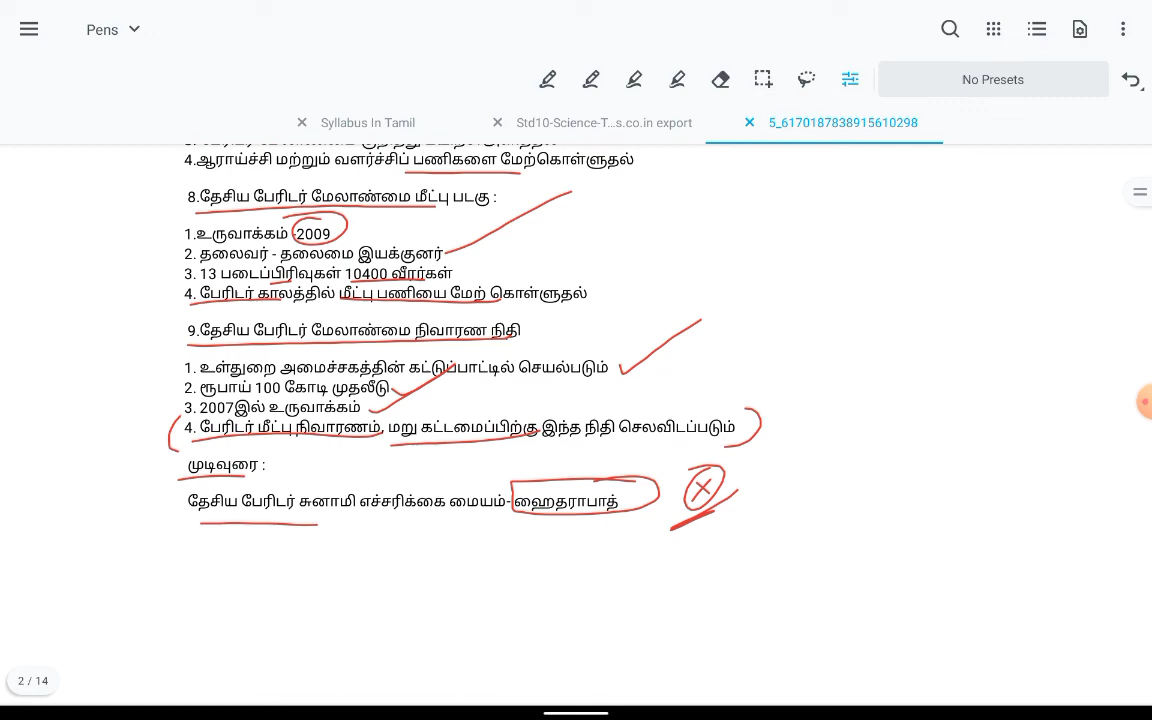 Pens
No Presets
Syllabus In Tamil
Std10-Science-T...s.co.in export
5_6170187838915610298
4.ஆராய்ச்சி மற்றும் வளர்ச்சிப் பணிகளை மேற்கொள்ளுதல்
8.தேசிய பேரிடர் மேலாண்மை மீட்பு படகு :
1.உருவாக்கம் -2009
2. தலைவர் - தலைமை இயக்குனர்
3. 13 படைப்பிரிவுகள் 10400 வீரர்கள்
4. பேரிடர் காலத்தில் மீட்பு பணியை மேற் கொள்ளுதல்
9.தேசிய பேரிடர் மேலாண்மை நிவாரண நிதி
1. உள்துறை அமைச்சகத்தின் கட்டுப்பாட்டில் செயல்படும்
2. ரூபாய் 100 கோடி முதலீடு
3. 2007இல் உருவாக்கம்
4. பேரிடர் மீட்பு நிவாரணம், மறு கட்டமைப்பிற்கு இந்த நிதி செலவிடப்படும்
முடிவுரை :
தேசிய பேரிடர் சுனாமி எச்சரிக்கை மையம்- ஹைதராபாத்
2 / 14